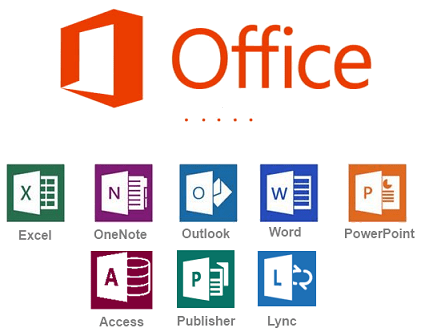 Office
X N O W P
Excel OneNote Outlook Word PowerPoint
A P L
Access Publisher Lync